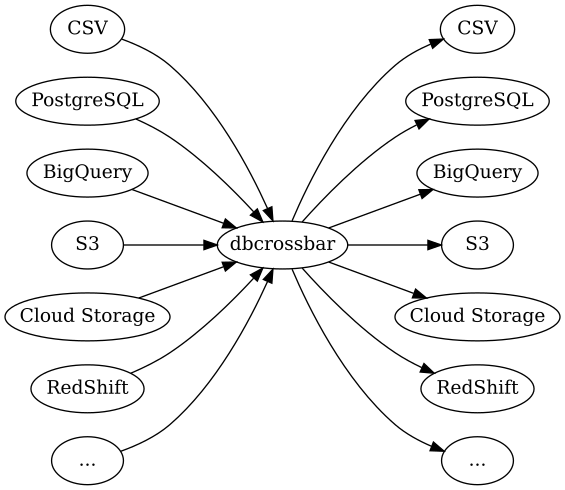 CSV
PostgreSQL
BigQuery
S3
Cloud Storage
RedShift
...
dbcrossbar
CSV
PostgreSQL
BigQuery
S3
Cloud Storage
RedShift
...